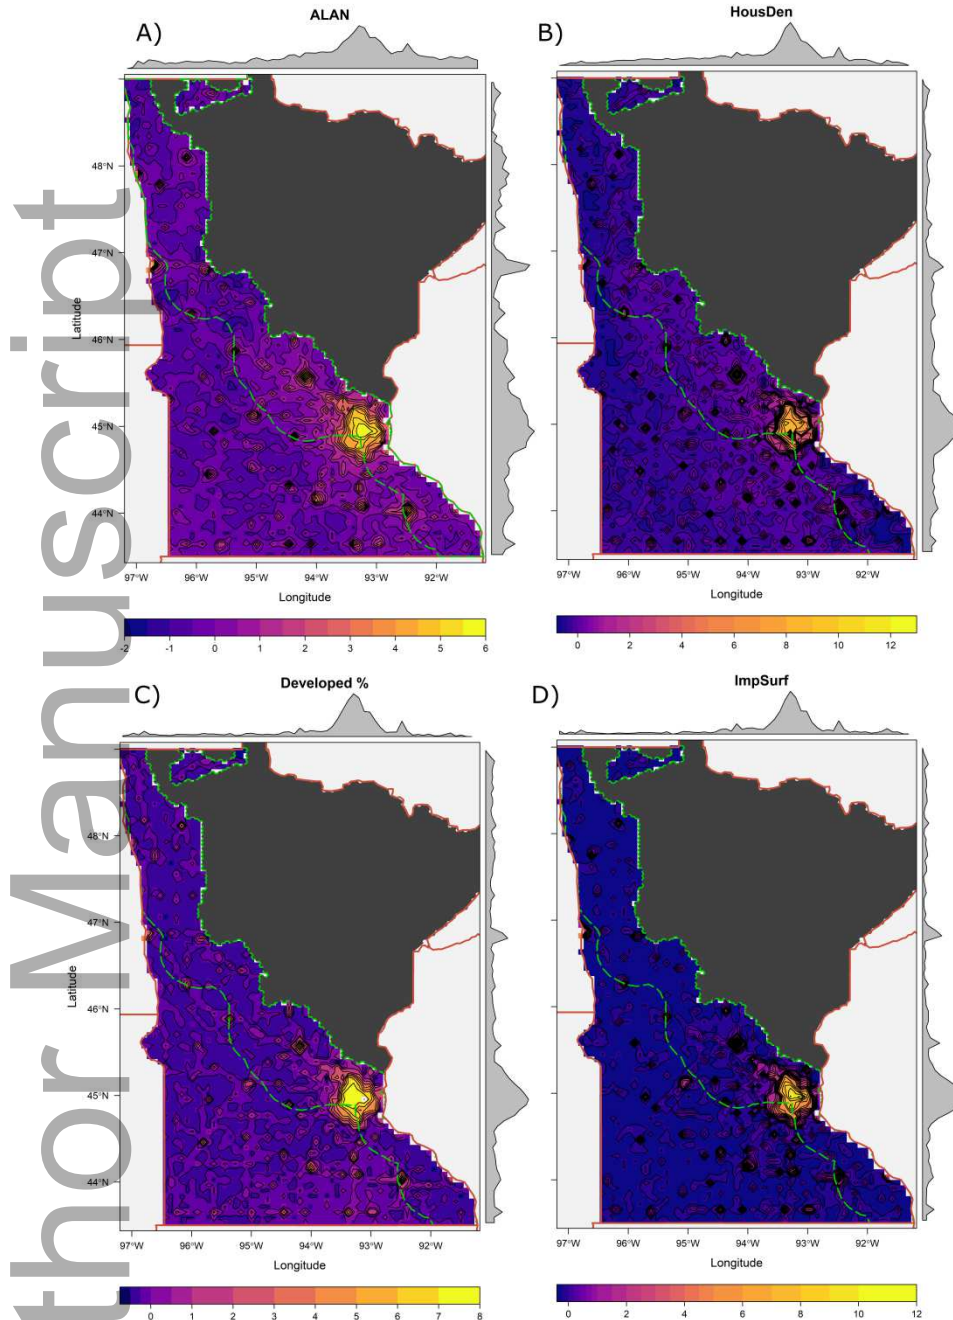 ALAN
HousDen
A)
B)
48°N
47°N
46°N
45°N
44°N
Latitude
97°W 96°W 95°W 94°W 93°W 92°W
97°W 96°W 95°W 94°W 93°W 92°W
Longitude
Longitude
-2 -1 0 1 2 3 4 5 6
0 2 4 6 8 10 12
Developed %
ImpSurf
C)
D)
48°N
47°N
46°N
45°N
44°N
Latitude
97°W 96°W 95°W 94°W 93°W 92°W
97°W 96°W 95°W 94°W 93°W 92°W
Longitude
Longitude
0 1 2 3 4 5 6 7 8
0 2 4 6 8 10 12
thor Manuscript